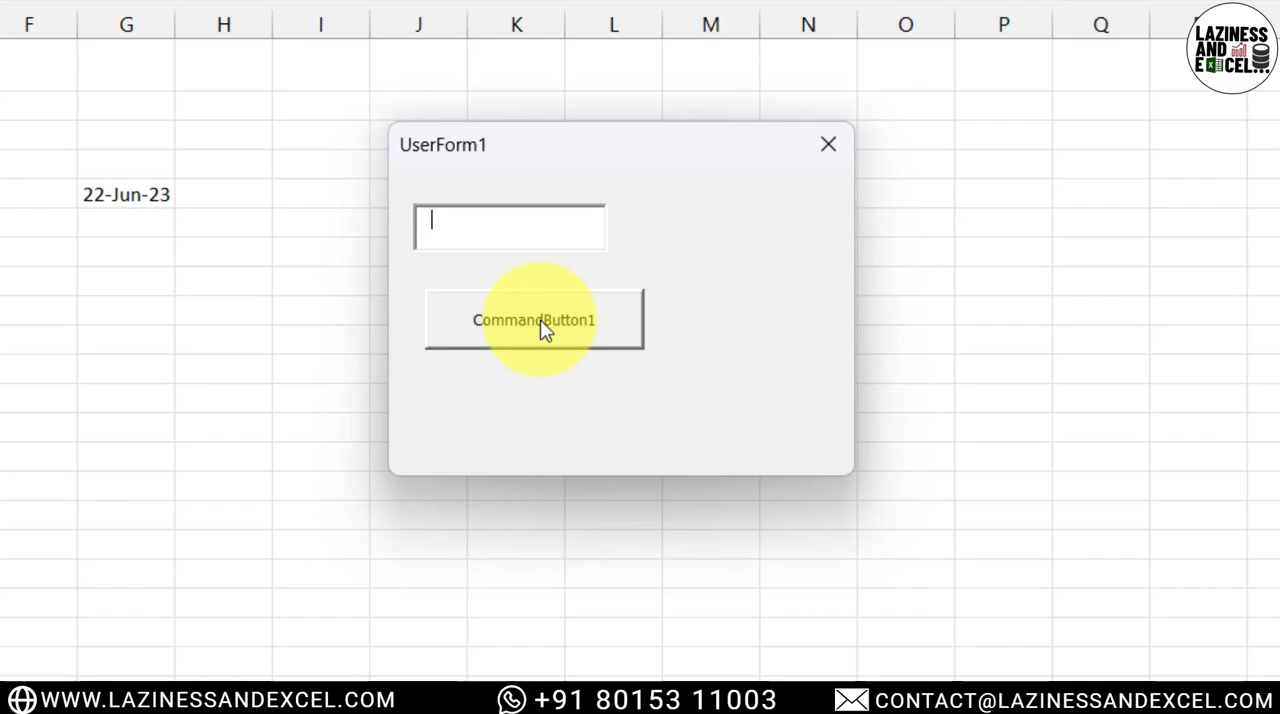 F G H I J K L M N O P Q
LAZINESS
AND
EXCEL...
UserForm1
22-Jun-23
CommandButton1
WWW.LAZINESSANDEXCEL.COM +91 80153 11003 CONTACT@LAZINESSANDEXCEL.COM